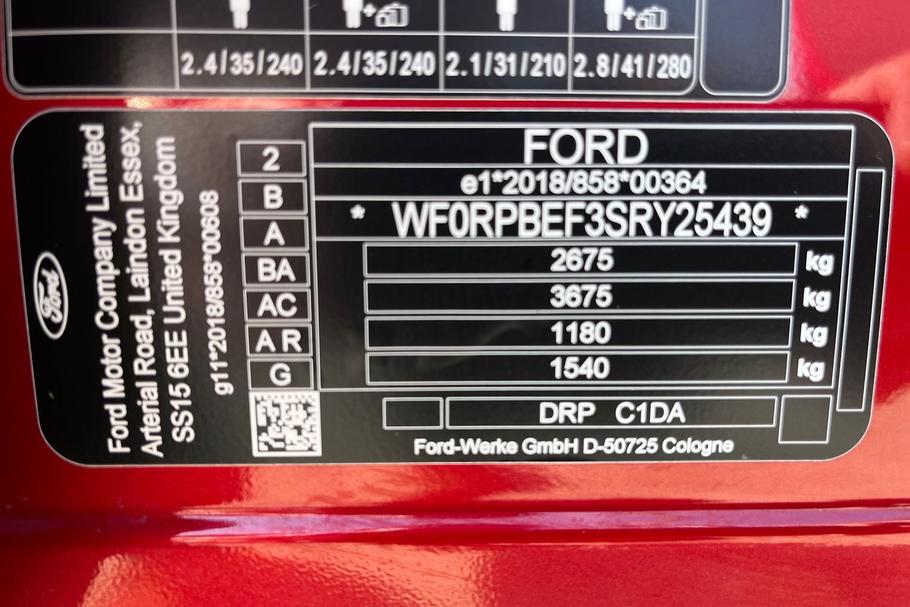 2.4/35/240 2.4/35/240 2.1/31/210 2.8/41/280
Ford
Ford Motor Company Limited
Arterial Road, Laindon Essex,
SS15 6EE United Kingdom
g11*2018/858*00608
2
B
A
BA
AC
A R
G
FORD
e1*2018/858*00364
* WF0RPBEF3SRY25439 *
2675 kg
3675 kg
1180 kg
1540 kg
DRP C1DA
Ford-Werke GmbH D-50725 Cologne